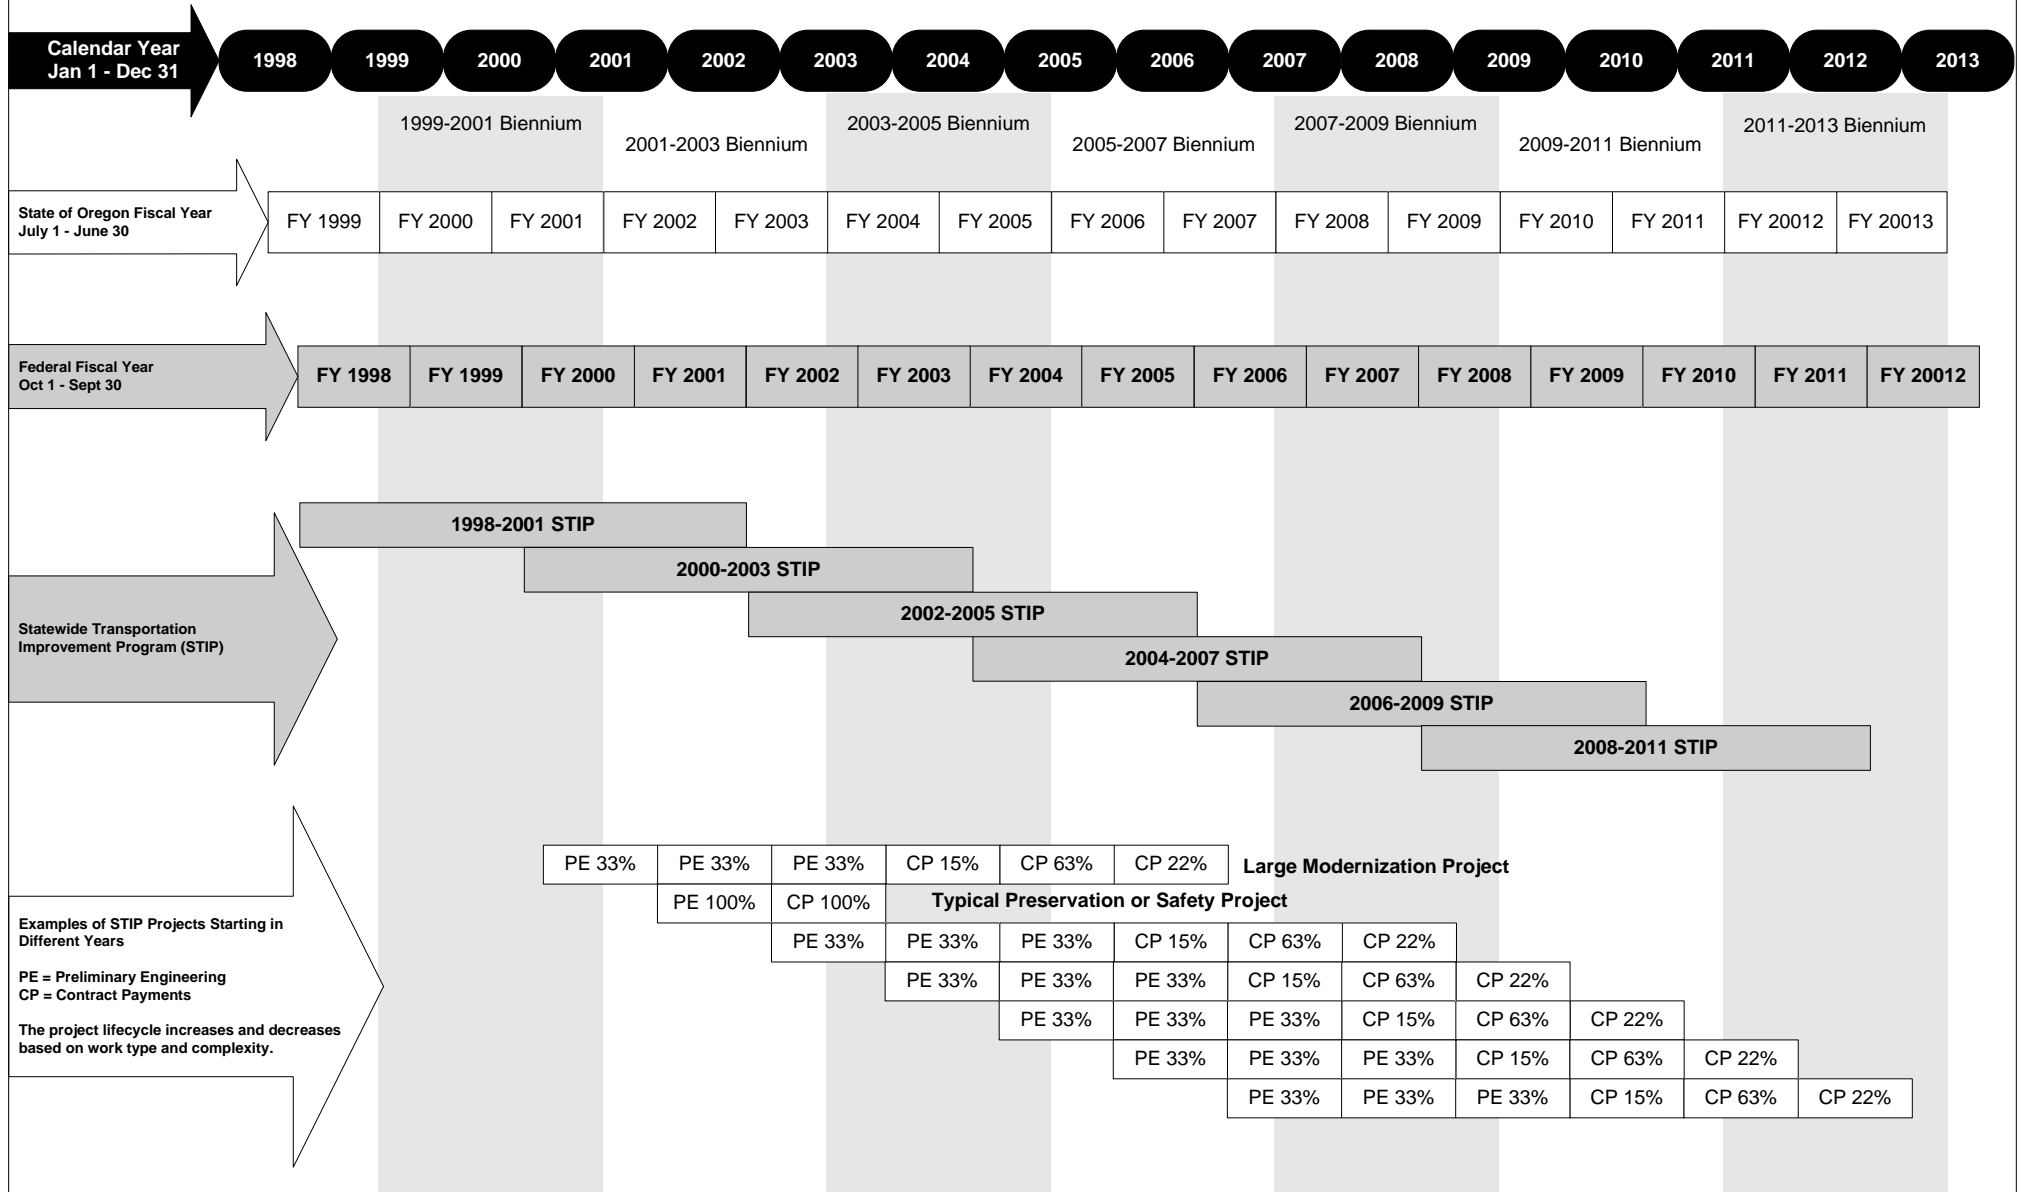 Calendar Year
Jan 1 - Dec 31
1998 1999 2000 2001 2002 2003 2004 2005 2006 2007 2008 2009 2010 2011 2012 2013
1999-2001 Biennium 2003-2005 Biennium 2007-2009 Biennium 2011-2013 Biennium
2001-2003 Biennium 2005-2007 Biennium 2009-2011 Biennium
State of Oregon Fiscal Year
July 1 - June 30
FY 1999 FY 2000 FY 2001 FY 2002 FY 2003 FY 2004 FY 2005 FY 2006 FY 2007 FY 2008 FY 2009 FY 2010 FY 2011 FY 20012 FY 20013
Federal Fiscal Year
Oct 1 - Sept 30
FY 1998 FY 1999 FY 2000 FY 2001 FY 2002 FY 2003 FY 2004 FY 2005 FY 2006 FY 2007 FY 2008 FY 2009 FY 2010 FY 2011 FY 20012
Statewide Transportation
Improvement Program (STIP)
1998-2001 STIP
2000-2003 STIP
2002-2005 STIP
2004-2007 STIP
2006-2009 STIP
2008-2011 STIP
Examples of STIP Projects Starting in
Different Years
PE = Preliminary Engineering
CP = Contract Payments
The project lifecycle increases and decreases
based on work type and complexity.
PE 33% PE 33% PE 33% CP 15% CP 63% CP 22% Large Modernization Project
PE 100% CP 100% Typical Preservation or Safety Project
PE 33% PE 33% PE 33% CP 15% CP 63% CP 22%
PE 33% PE 33% PE 33% CP 15% CP 63% CP 22%
PE 33% PE 33% PE 33% CP 15% CP 63% CP 22%
PE 33% PE 33% PE 33% CP 15% CP 63% CP 22%
PE 33% PE 33% PE 33% CP 15% CP 63% CP 22%